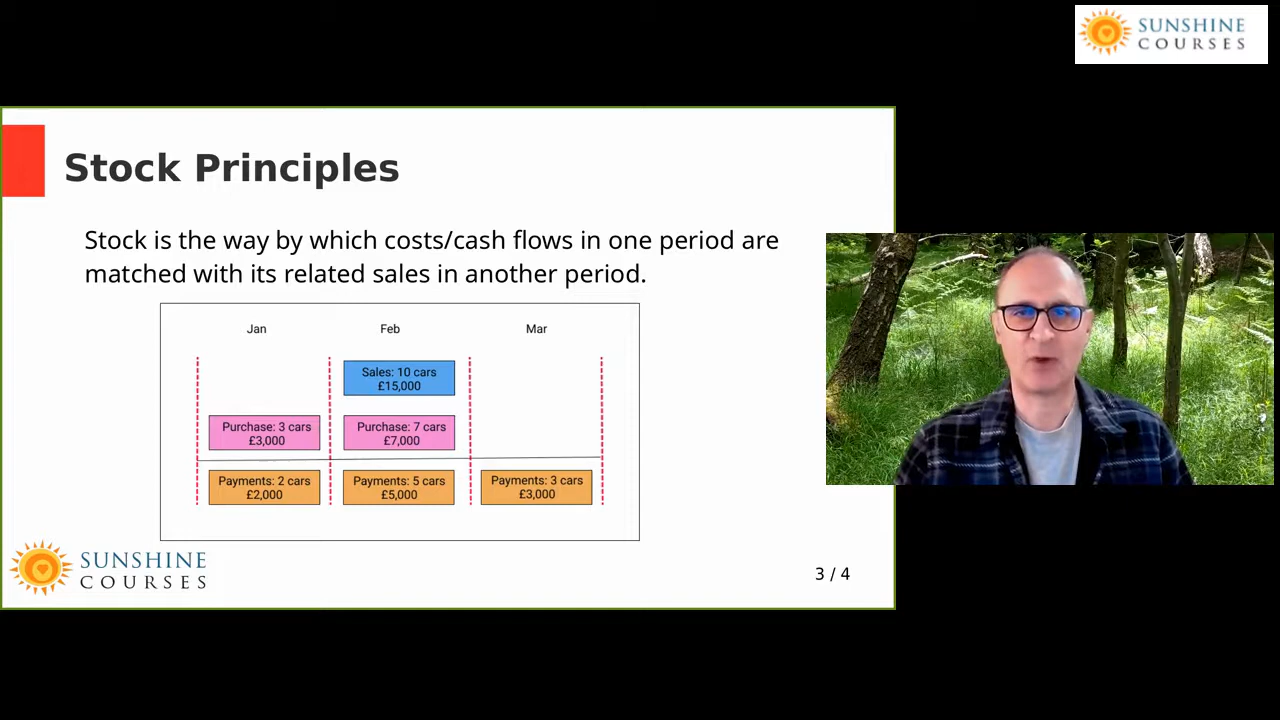 SUNSHINE
COURSES
Stock Principles
Stock is the way by which costs/cash flows in one period are
matched with its related sales in another period.
Jan Feb Mar
Sales: 10 cars
£15,000
Purchase: 3 cars
£3,000
Purchase: 7 cars
£7,000
Payments: 2 cars
£2,000
Payments: 5 cars
£5,000
Payments: 3 cars
£3,000
SUNSHINE
COURSES
3 / 4